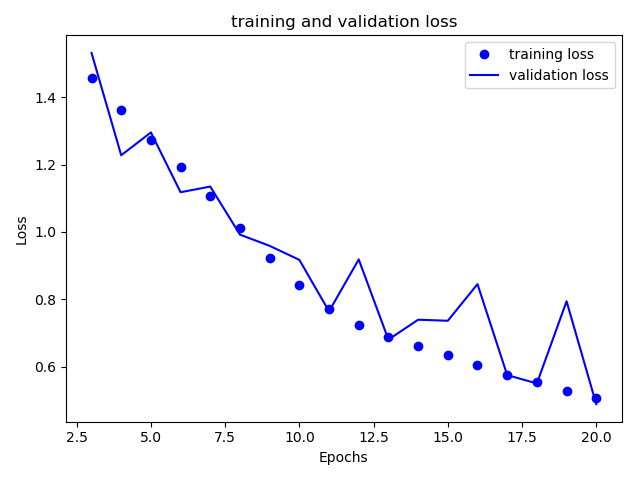 training and validation loss
training loss
validation loss
1.4
1.2
1.0
0.8
0.6
Loss
2.5 5.0 7.5 10.0 12.5 15.0 17.5 20.0
Epochs